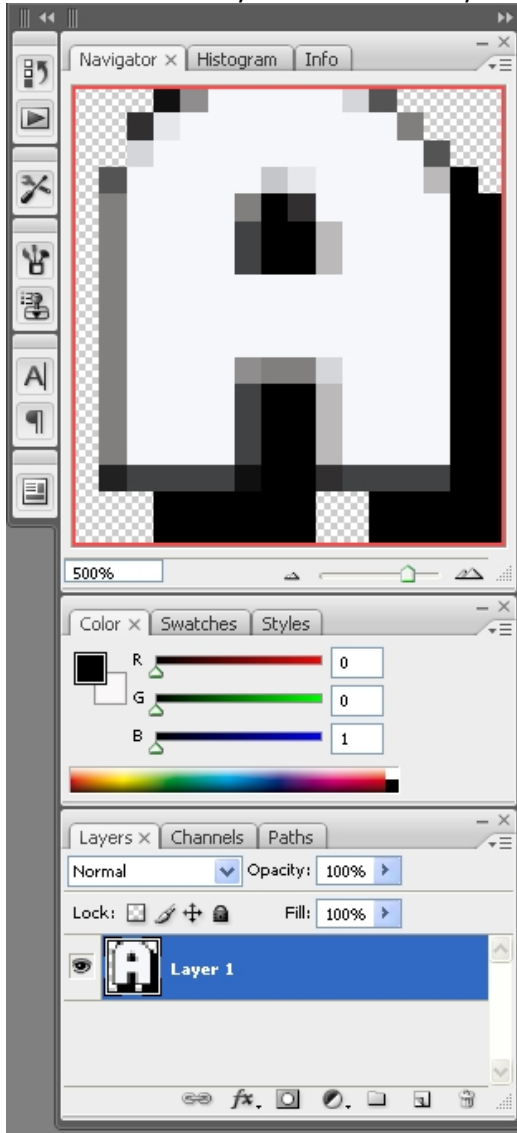 Navigator × Histogram Info
A
500%
Color × Swatches Styles
R 0
G 0
B 1
Layers × Channels Paths
Normal Opacity: 100%
Lock: Fill: 100%
Layer 1
fx.